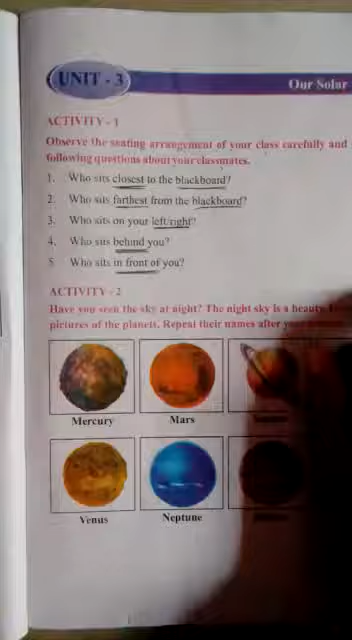 UNIT - 3
Our Solar
ACTIVITY - 1
Observe the seating arrangement of your class carefully and
following questions about your classmates.
1. Who sits closest to the blackboard?
2. Who sits farthest from the blackboard?
3. Who sits on your left/right?
4. Who sits behind you?
5. Who sits in front of you?
ACTIVITY - 2
Have you seen the sky at night? The night sky is a beauty.
pictures of the planets. Repeat their names after
Mercury
Mars
Venus
Neptune